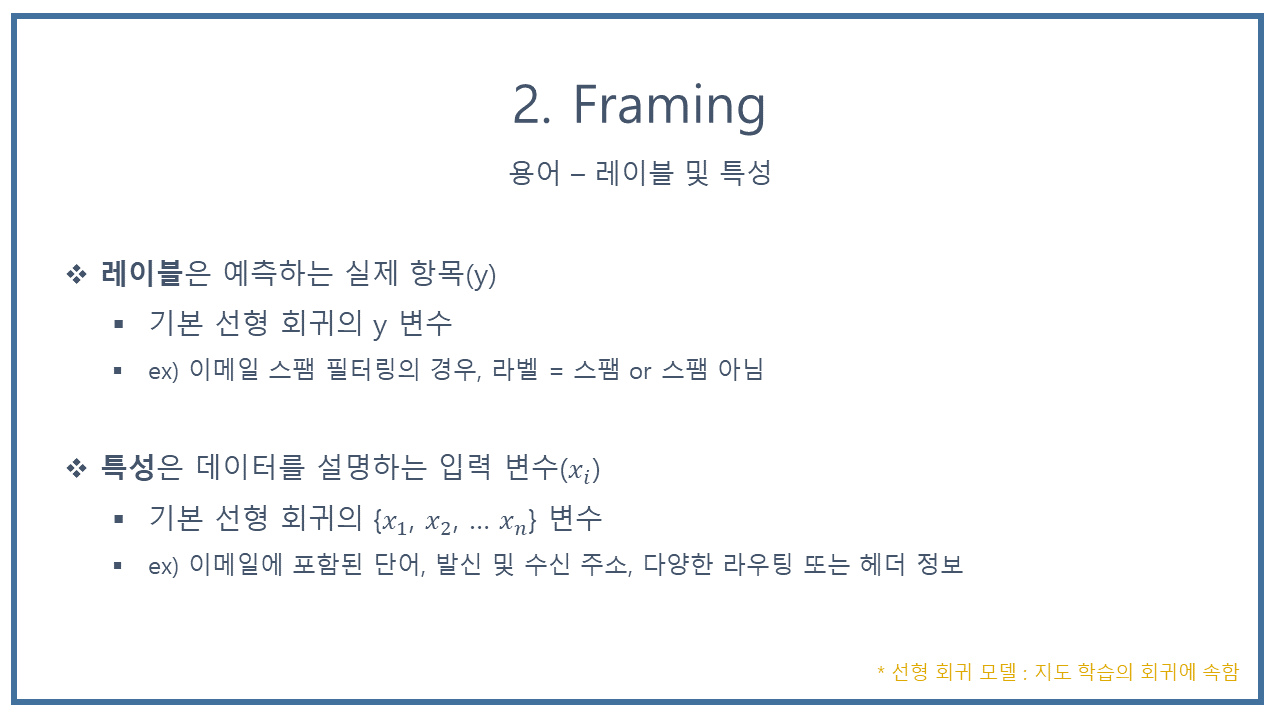 2. Framing
용어 – 레이블 및 특성
❖ 레이블은 예측하는 실제 항목(y)
▪ 기본 선형 회귀의 y 변수
▪ ex) 이메일 스팸 필터링의 경우, 라벨 = 스팸 or 스팸 아님
❖ 특성은 데이터를 설명하는 입력 변수(𝑥ᵢ)
▪ 기본 선형 회귀의 {𝑥₁, 𝑥₂, … 𝑥ₙ} 변수
▪ ex) 이메일에 포함된 단어, 발신 및 수신 주소, 다양한 라우팅 또는 헤더 정보
* 선형 회귀 모델 : 지도 학습의 회귀에 속함